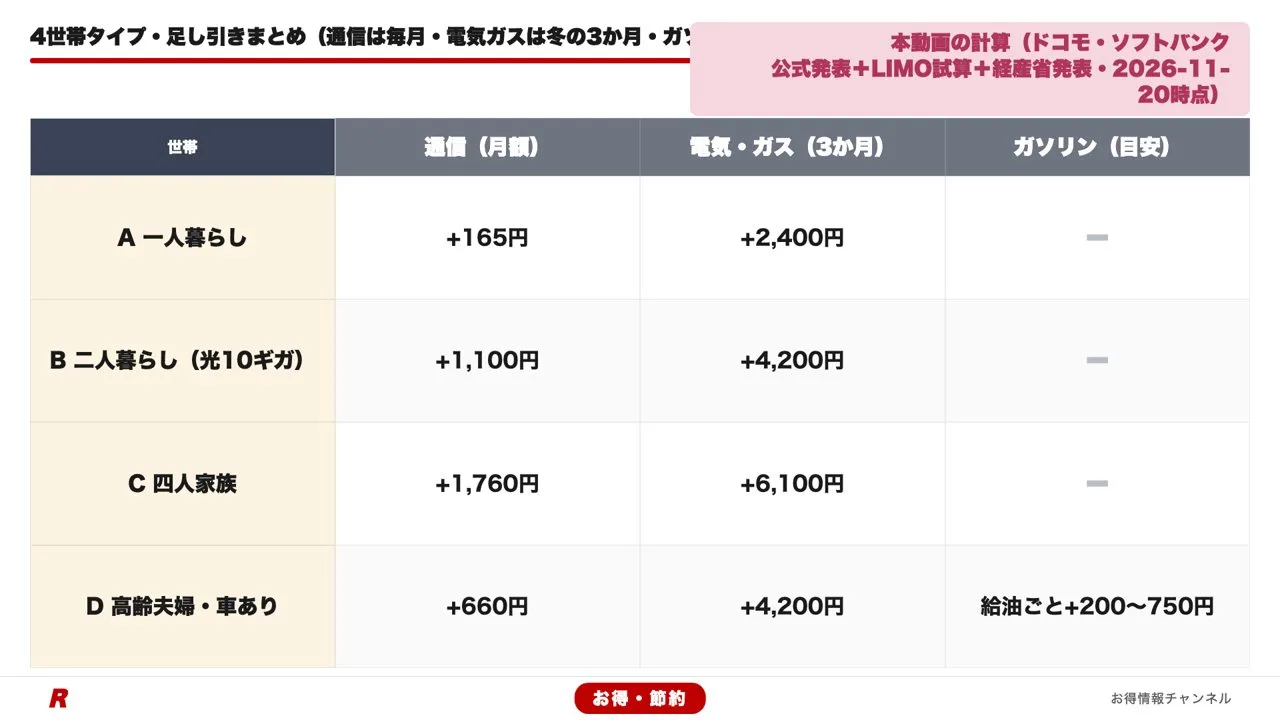 4世帯タイプ・足し引きまとめ（通信は毎月・電気ガスは冬の3か月・ガソ
本動画の計算（ドコモ・ソフトバンク
公式発表＋LIMO試算＋経産省発表・2026-11-
20時点）
世帯
通信（月額）
電気・ガス（3か月）
ガソリン（目安）
A 一人暮らし
+165円
+2,400円
ー
B 二人暮らし（光10ギガ）
+1,100円
+4,200円
ー
C 四人家族
+1,760円
+6,100円
ー
D 高齢夫婦・車あり
+660円
+4,200円
給油ごと+200〜750円
R
お得・節約
お得情報チャンネル